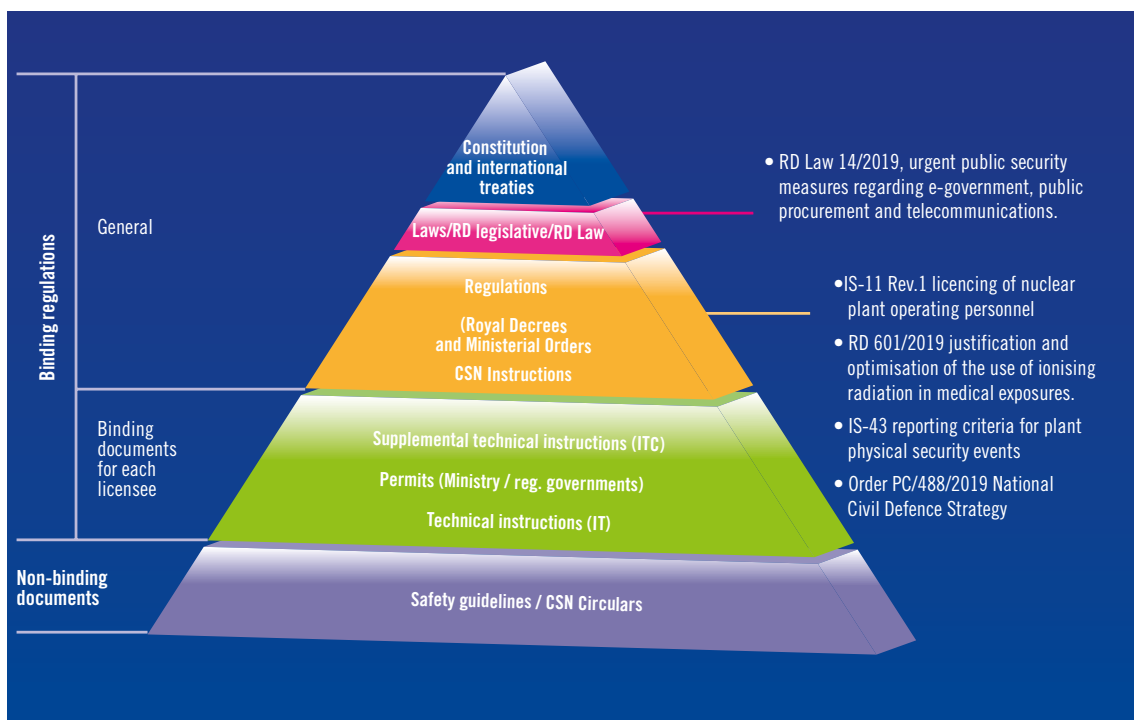 Constitution
and international
treaties
Laws/RD legislative/RD Law
Regulations
(Royal Decrees
and Ministerial Orders
CSN Instructions
Supplemental technical instructions (ITC)
Permits (Ministry / reg. governments)
Technical instructions (IT)
Safety guidelines / CSN Circulars
Binding regulations
General
Binding
documents
for each
licensee
Non-binding
documents
• RD Law 14/2019, urgent public security
measures regarding e-government, public
procurement and telecommunications.
•IS-11 Rev.1 licencing of nuclear
plant operating personnel
• RD 601/2019 justification and
optimisation of the use of ionising
radiation in medical exposures.
• IS-43 reporting criteria for plant
physical security events
• Order PC/488/2019 National
Civil Defence Strategy